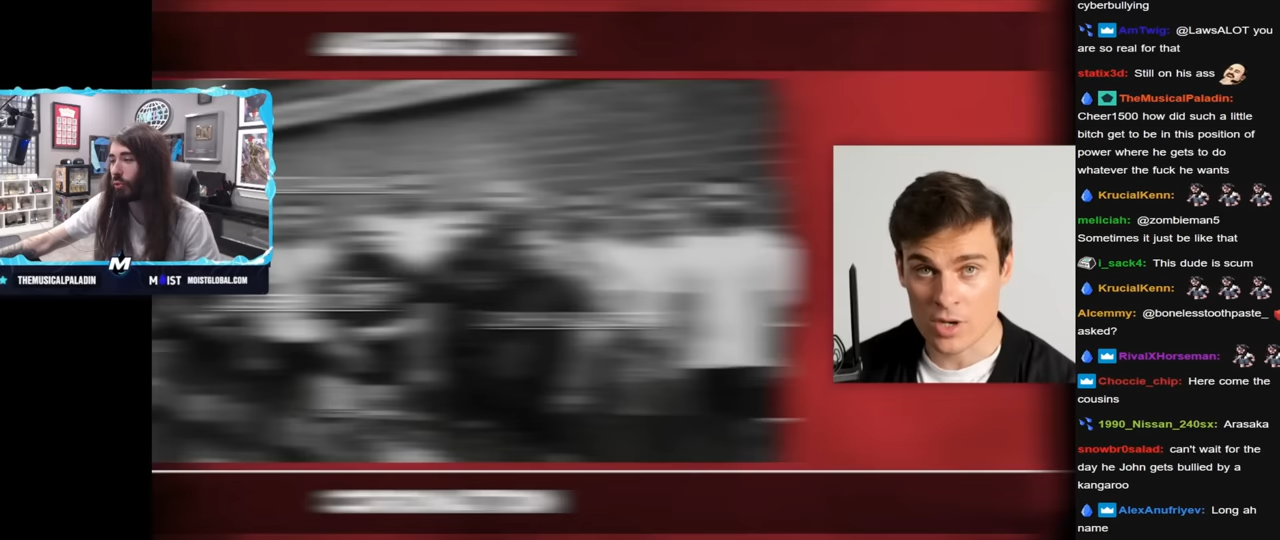 THEMUSICALPALADIN
M
MOIST
MOISTGLOBAL.COM
cyberbullying
AmTwig: @LawsALOT you
are so real for that
statix3d: Still on his ass
TheMusicalPaladin:
Cheer1500 how did such a little
bitch get to be in this position of
power where he gets to do
whatever the fuck he wants
KrucialKenn:
meliciah: @zombieman5
Sometimes it just be like that
i_sack4: This dude is scum
KrucialKenn:
Alcemmy: @bonelesstoothpaste_
asked?
RivalXHorseman:
Choccie_chip: Here come the
cousins
1990_Nissan_240sx: Arasaka
snowbr0salad: can't wait for the
day he John gets bullied by a
kangaroo
AlexAnufriyev: Long ah
name